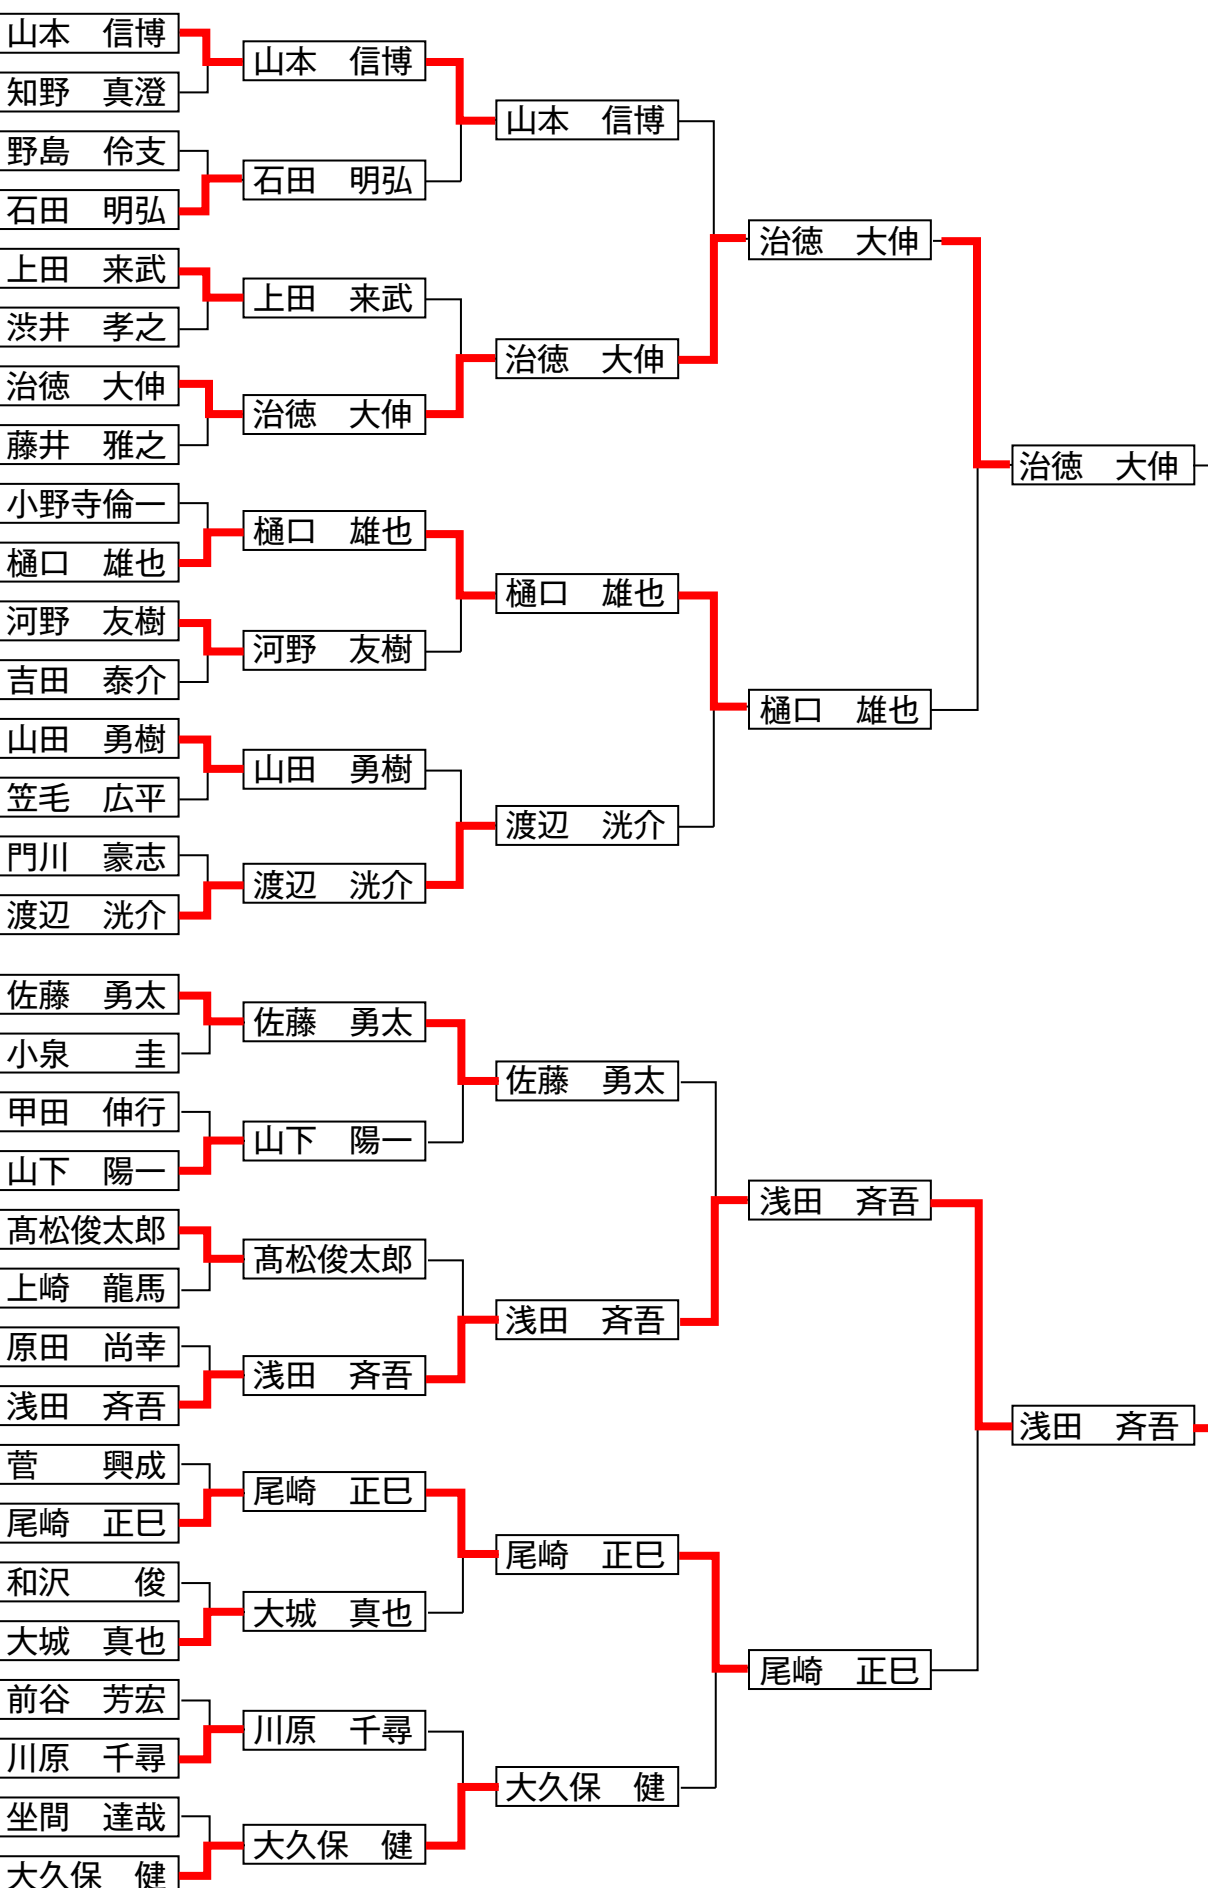 山本　信博
知野　真澄
野島　伶支
石田　明弘
上田　来武
渋井　孝之
治徳　大伸
藤井　雅之
小野寺倫一
樋口　雄也
河野　友樹
吉田　泰介
山田　勇樹
笠毛　広平
門川　豪志
渡辺　洸介
佐藤　勇太
小泉　　圭
甲田　伸行
山下　陽一
髙松俊太郎
上崎　龍馬
原田　尚幸
浅田　斉吾
菅　　興成
尾崎　正巳
和沢　　俊
大城　真也
前谷　芳宏
川原　千尋
坐間　達哉
大久保　健
山本　信博
石田　明弘
上田　来武
治徳　大伸
樋口　雄也
河野　友樹
山田　勇樹
渡辺　洸介
佐藤　勇太
山下　陽一
髙松俊太郎
浅田　斉吾
尾崎　正巳
大城　真也
川原　千尋
大久保　健
山本　信博
治徳　大伸
樋口　雄也
渡辺　洸介
佐藤　勇太
浅田　斉吾
尾崎　正巳
大久保　健
治徳　大伸
樋口　雄也
浅田　斉吾
尾崎　正巳
治徳　大伸
浅田　斉吾